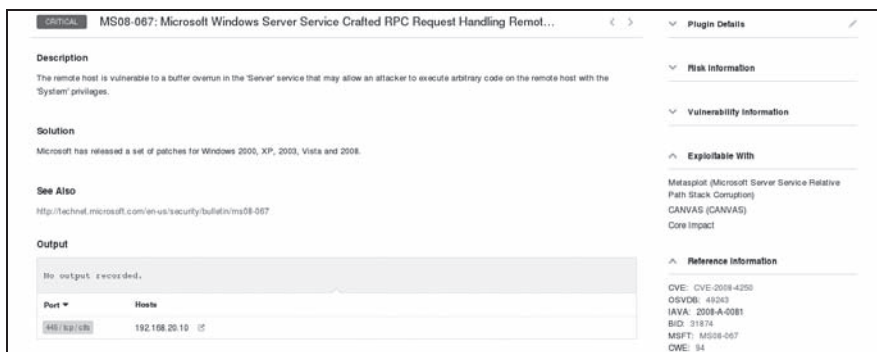 CRITICAL MS08-067: Microsoft Windows Server Service Crafted RPC Request Handling Remot...
Description
The remote host is vulnerable to a buffer overrun in the 'Server' service that may allow an attacker to execute arbitrary code on the remote host with the
'System' privileges.
Solution
Microsoft has released a set of patches for Windows 2000, XP, 2003, Vista and 2008.
See Also
http://technet.microsoft.com/en-us/security/bulletin/ms08-067
Output
No output recorded.
Port Hosts
445 / tcp / cifs 192.168.20.10
Plugin Details
Risk Information
Vulnerability Information
Exploitable With
Metasploit (Microsoft Server Service Relative
Path Stack Corruption)
CANVAS (CANVAS)
Core Impact
Reference Information
CVE: CVE-2008-4250
OSVDB: 49243
IAVA: 2008-A-0081
BID: 31874
MSFT: MS08-067
CWE: 94